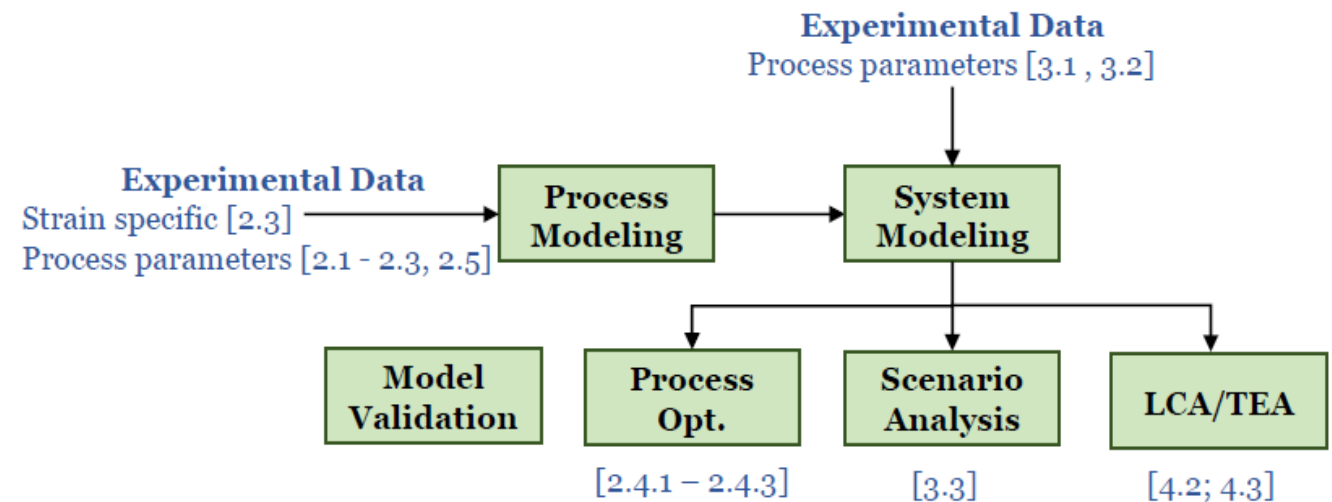 Experimental Data
Process parameters [3.1 , 3.2]
Experimental Data
Strain specific [2.3]
Process parameters [2.1 - 2.3, 2.5]
Process
Modeling
System
Modeling
Model
Validation
Process
Opt.
Scenario
Analysis
LCA/TEA
[2.4.1 – 2.4.3]
[3.3]
[4.2; 4.3]